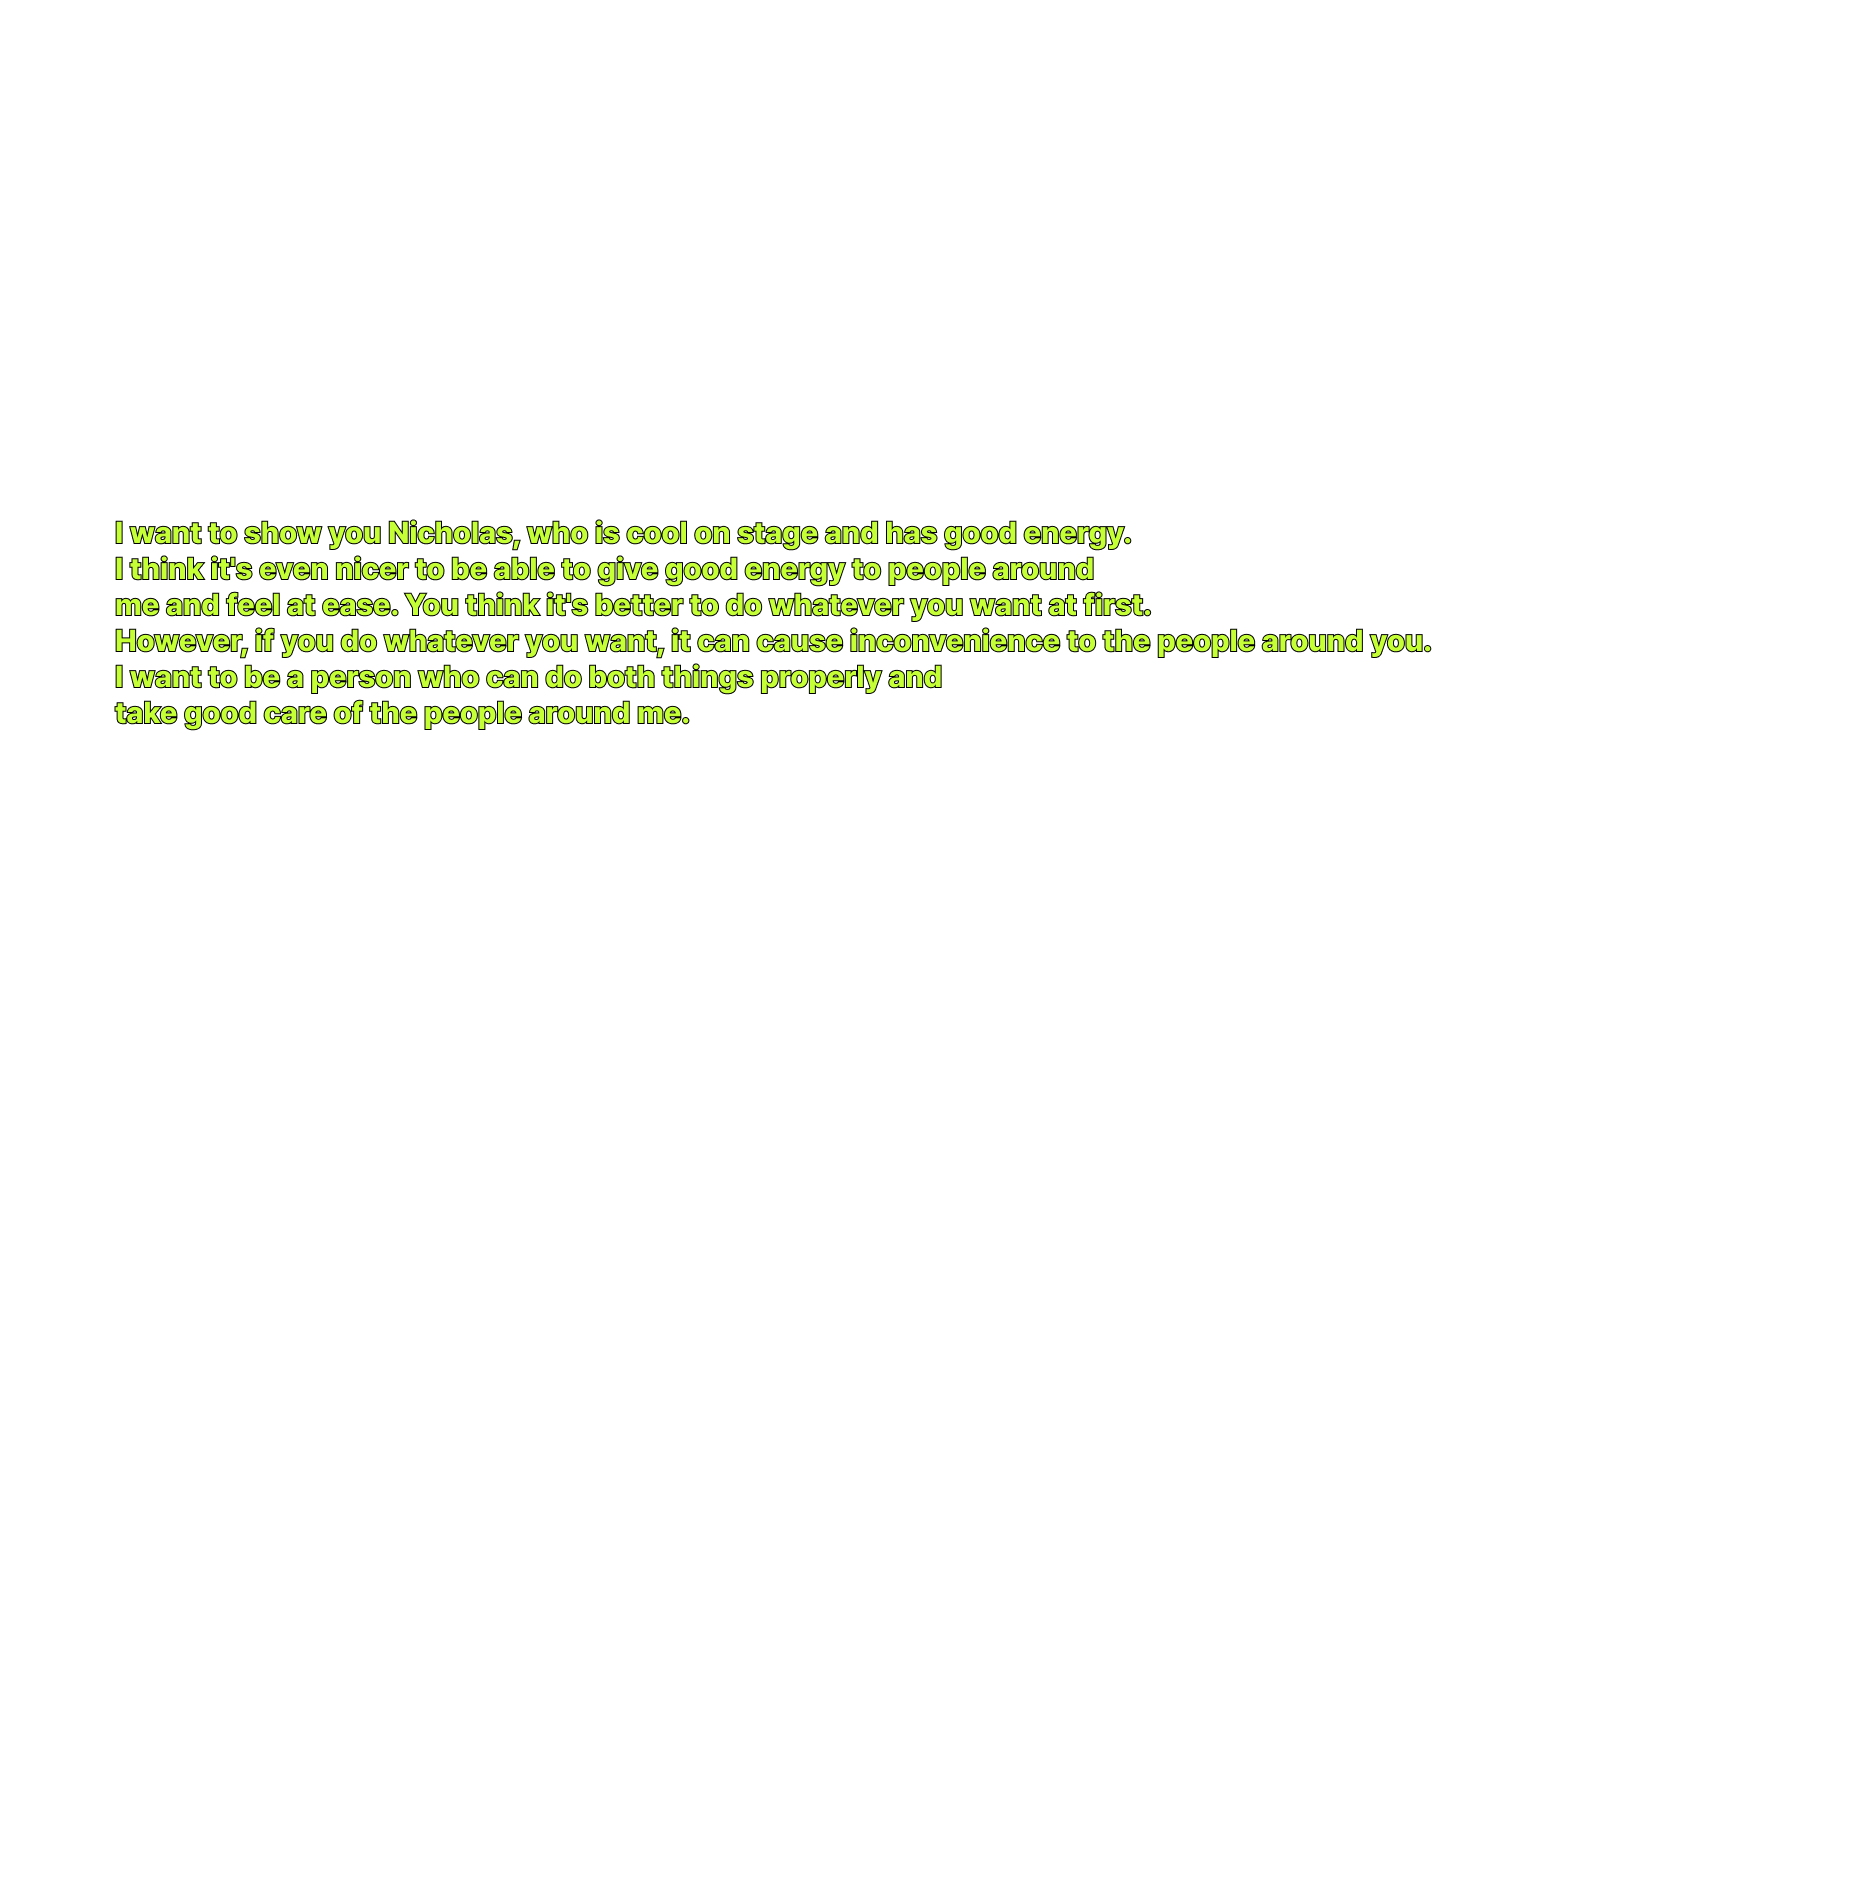 I want to show you Nicholas, who is cool on stage and has good energy.
I think it's even nicer to be able to give good energy to people around
me and feel at ease. You think it's better to do whatever you want at first.
However, if you do whatever you want, it can cause inconvenience to the people around you.
I want to be a person who can do both things properly and
take good care of the people around me.